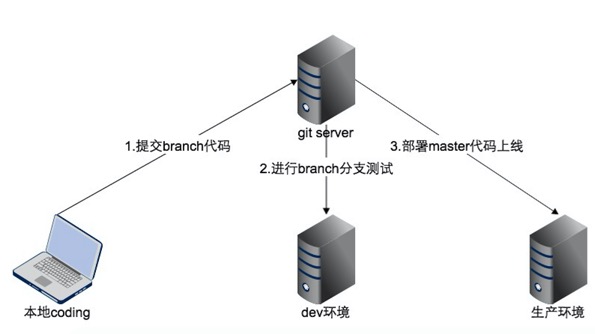 git server
1.提交branch代码
3.部署master代码上线
2.进行branch分支测试
本地coding
dev环境
生产环境